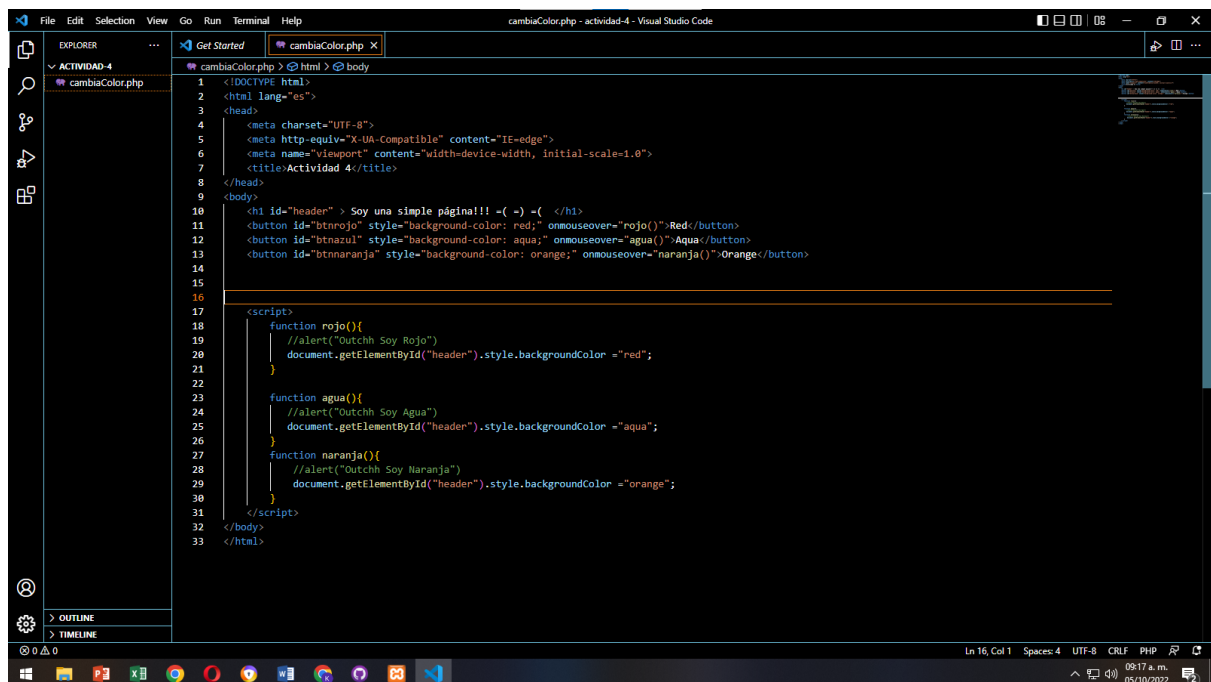 File Edit Selection View Go Run Terminal Help
cambiaColor.php - actividad-4 - Visual Studio Code
EXPLORER
Get Started
cambiaColor.php
ACTIVIDAD-4
cambiaColor.php > html > body
cambiaColor.php
1 <!DOCTYPE html>
2 <html lang="es">
3 <head>
4 <meta charset="UTF-8">
5 <meta http-equiv="X-UA-Compatible" content="IE=edge">
6 <meta name="viewport" content="width=device-width, initial-scale=1.0">
7 <title>Actividad 4</title>
8 </head>
9 <body>
10 <h1 id="header" > Soy una simple página!!! =( =) =(  </h1>
11 <button id="btnrojo" style="background-color: red;" onmouseover="rojo()">Red</button>
12 <button id="btnazul" style="background-color: aqua;" onmouseover="agua()">Aqua</button>
13 <button id="btnnaranja" style="background-color: orange;" onmouseover="naranja()">Orange</button>
14
15
16
17 <script>
18 function rojo(){
19 //alert("Outchh Soy Rojo")
20 document.getElementById("header").style.backgroundColor ="red";
21 }
22
23 function agua(){
24 //alert("Outchh Soy Agua")
25 document.getElementById("header").style.backgroundColor ="aqua";
26 }
27 function naranja(){
28 //alert("Outchh Soy Naranja")
29 document.getElementById("header").style.backgroundColor ="orange";
30 }
31 </script>
32 </body>
33 </html>
OUTLINE
TIMELINE
0 0
Ln 16, Col 1 Spaces: 4 UTF-8 CRLF PHP
09:17 a. m.
05/10/2022